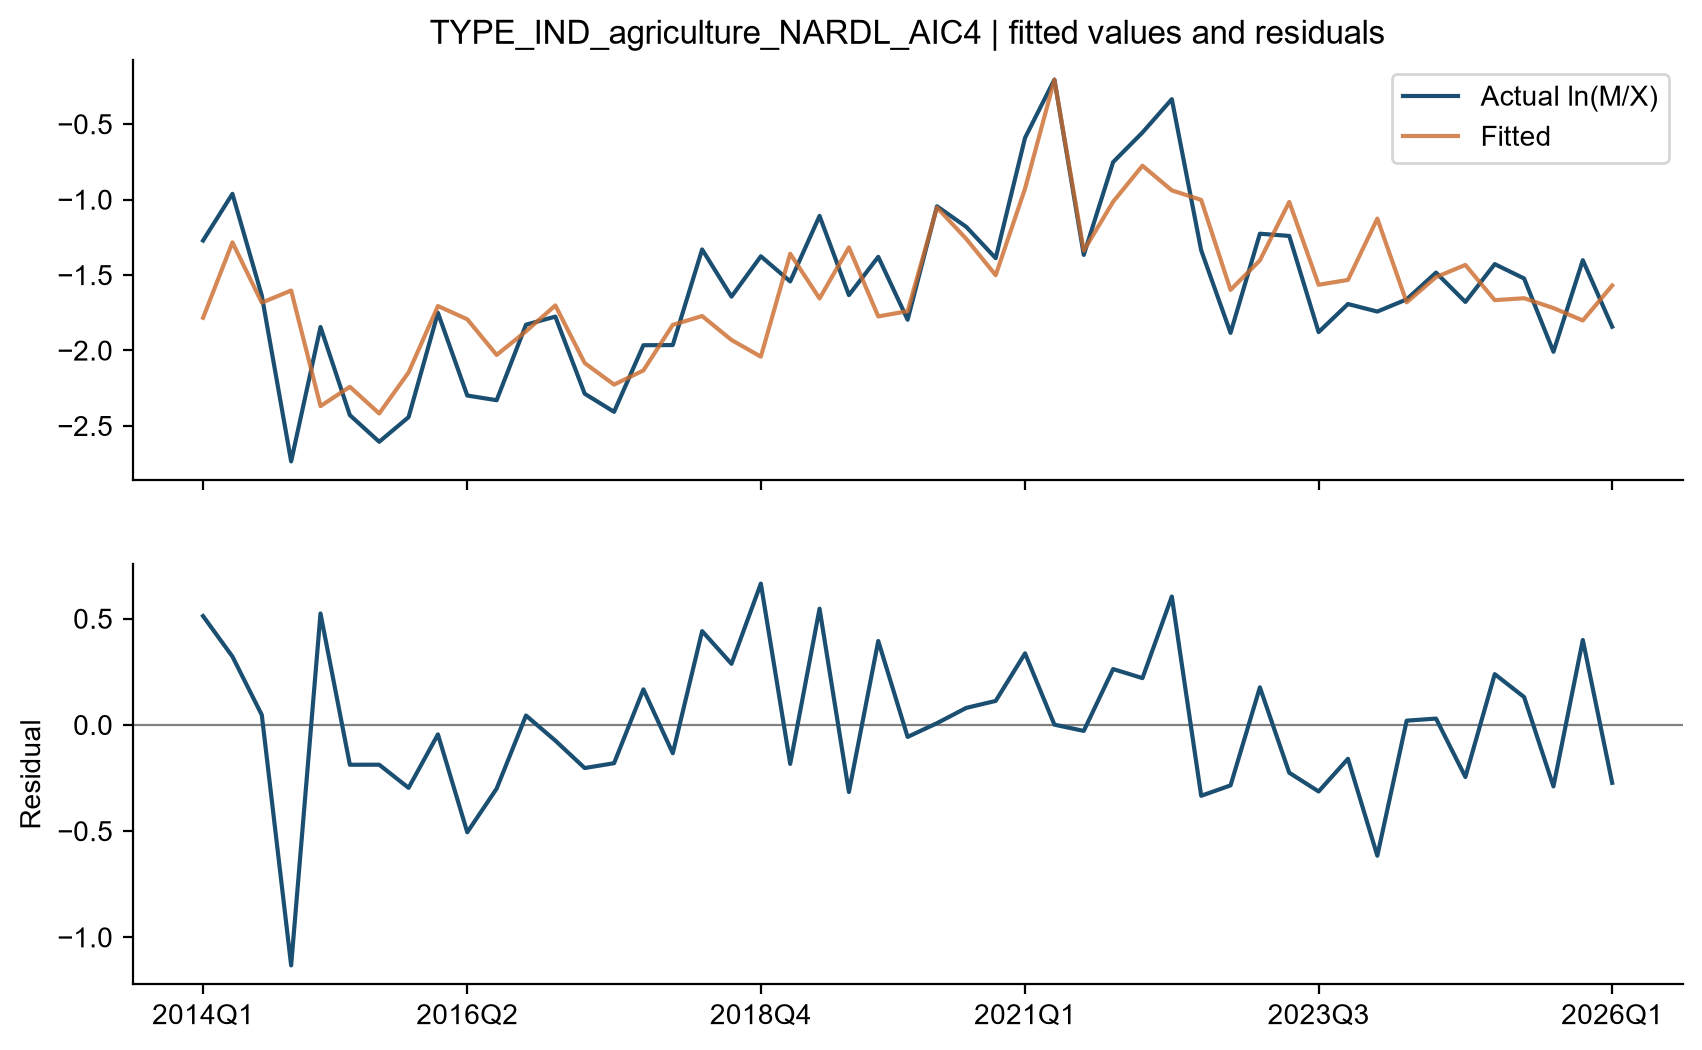 TYPE_IND_agriculture_NARDL_AIC4 | fitted values and residuals
Actual ln(M/X)
Fitted
−0.5
−1.0
−1.5
−2.0
−2.5
0.5
0.0
−0.5
−1.0
Residual
2014Q1 2016Q2 2018Q4 2021Q1 2023Q3 2026Q1